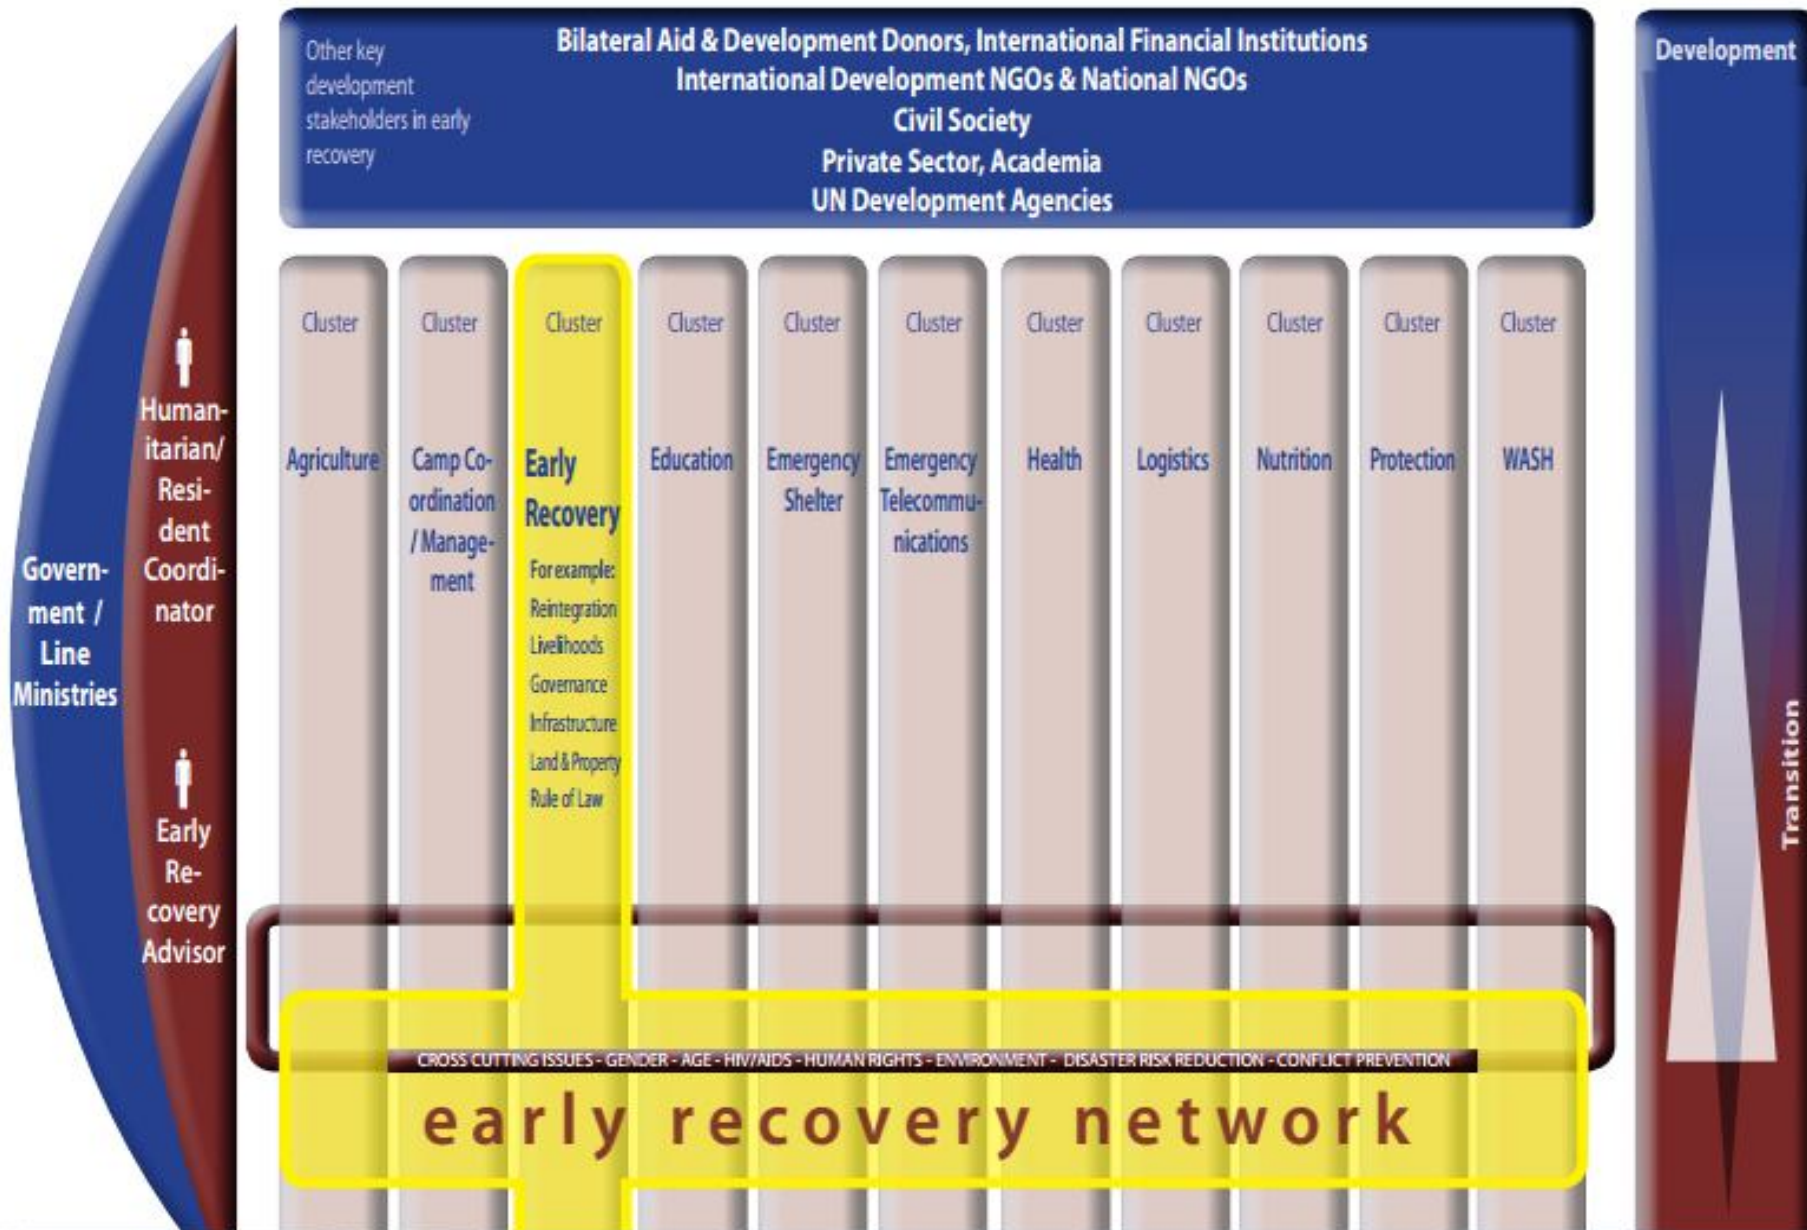 Other key
development
stakeholders in early
recovery
Bilateral Aid & Development Donors, International Financial Institutions
International Development NGOs & National NGOs
Civil Society
Private Sector, Academia
UN Development Agencies
Development
Transition
Govern-
ment /
Line
Ministries
Human-
itarian/
Resi-
dent
Coordi-
nator
Early
Re-
covery
Advisor
Cluster
Agriculture
Cluster
Camp Co-
ordination
/ Manage-
ment
Cluster
Early
Recovery
For example:
Reintegration
Livelihoods
Governance
Infrastructure
Land & Property
Rule of Law
Cluster
Education
Cluster
Emergency
Shelter
Cluster
Emergency
Telecommu-
nications
Cluster
Health
Cluster
Logistics
Cluster
Nutrition
Cluster
Protection
Cluster
WASH
CROSS CUTTING ISSUES - GENDER - AGE - HIV/AIDS - HUMAN RIGHTS - ENVIRONMENT - DISASTER RISK REDUCTION - CONFLICT PREVENTION
early recovery network